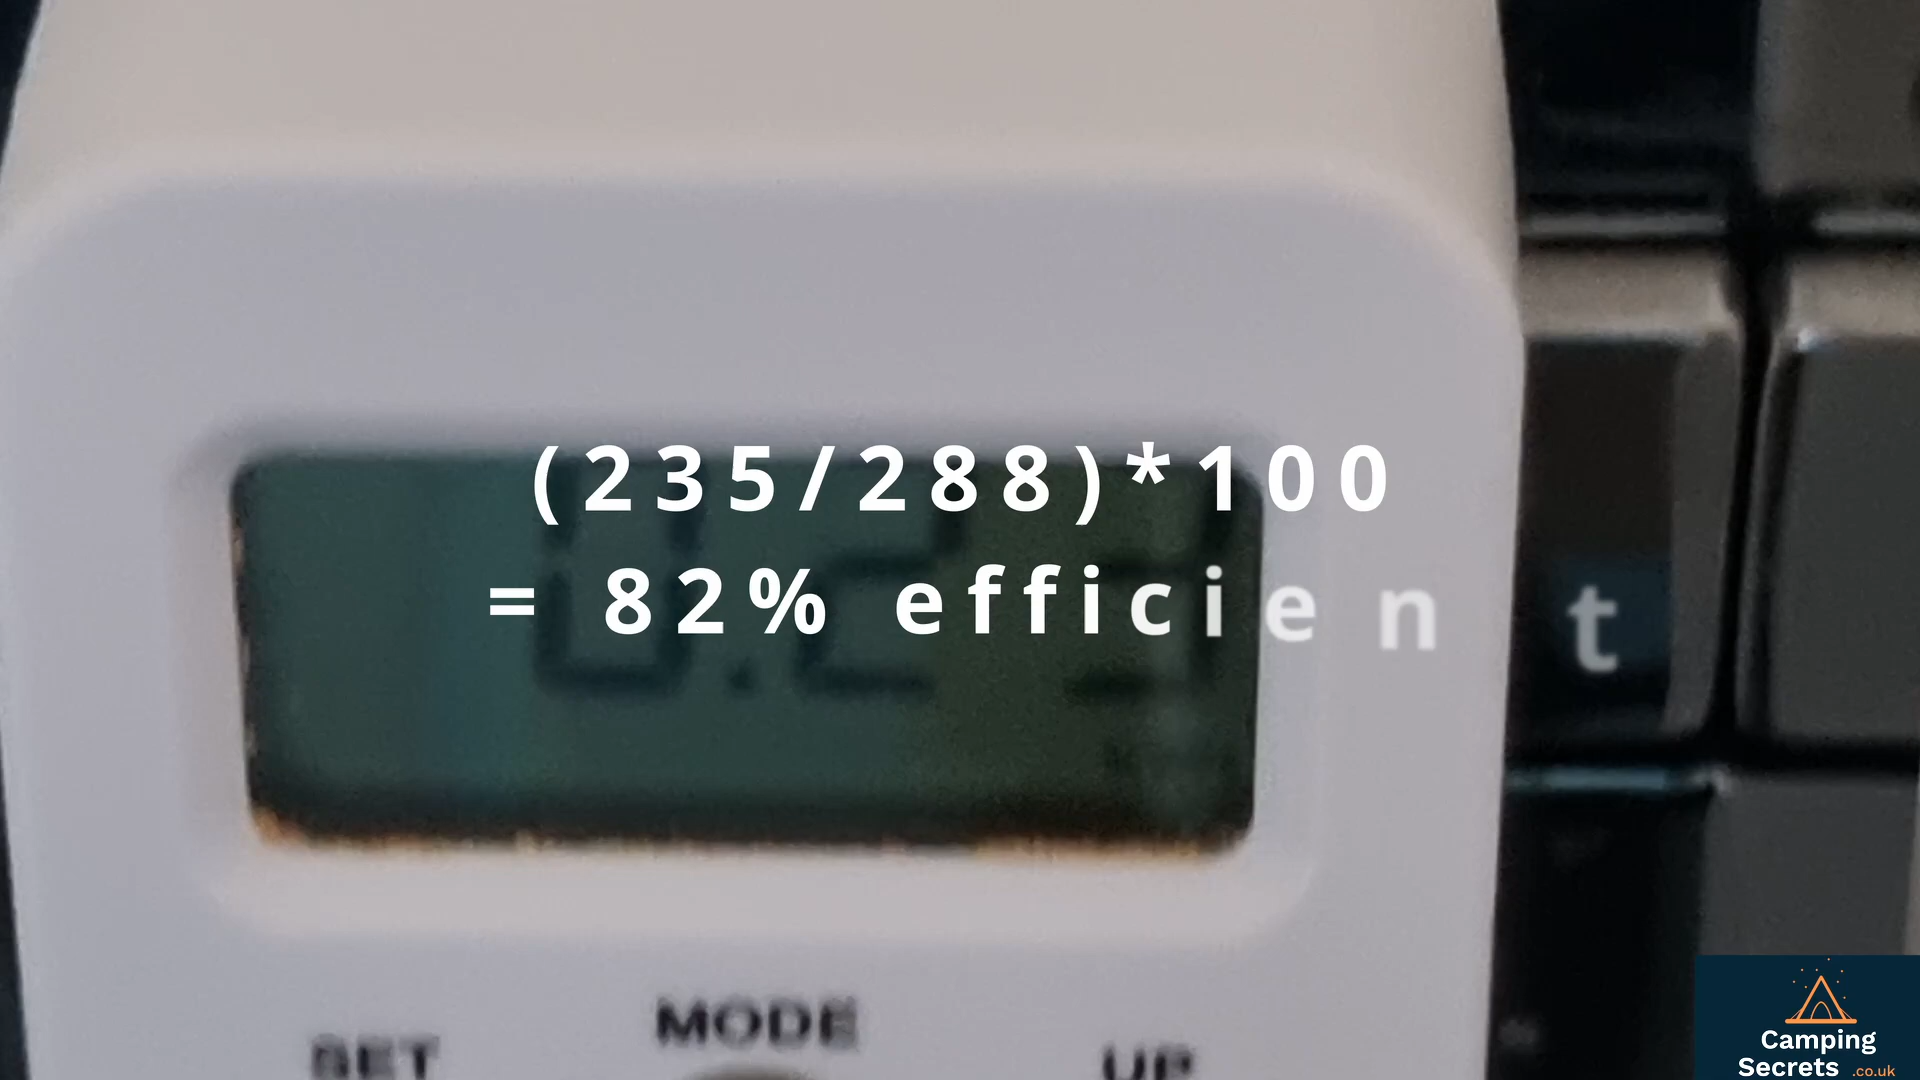 (235/288)*100
= 82% efficient
MODE
SET
UP
Camping
Secrets .co.uk